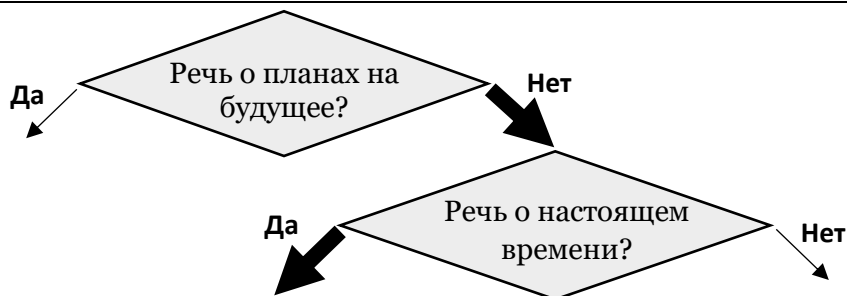 Речь о планах на
будущее?
Да
Нет
Речь о настоящем
времени?
Да
Нет